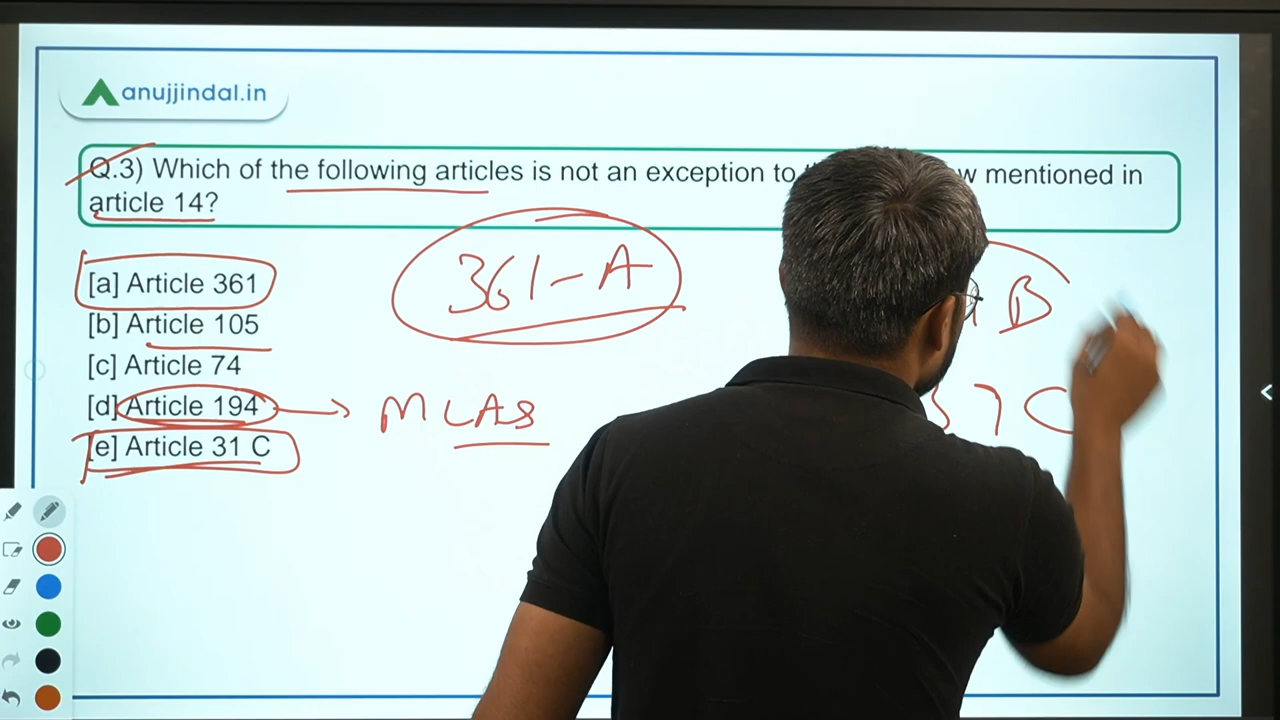 anujjindal.in
Q.3) Which of the following articles is not an exception to mentioned in
article 14?
[a] Article 361
361-A
B
[b] Article 105
[c] Article 74
[d] Article 194
MLAS
C
[e] Article 31 C